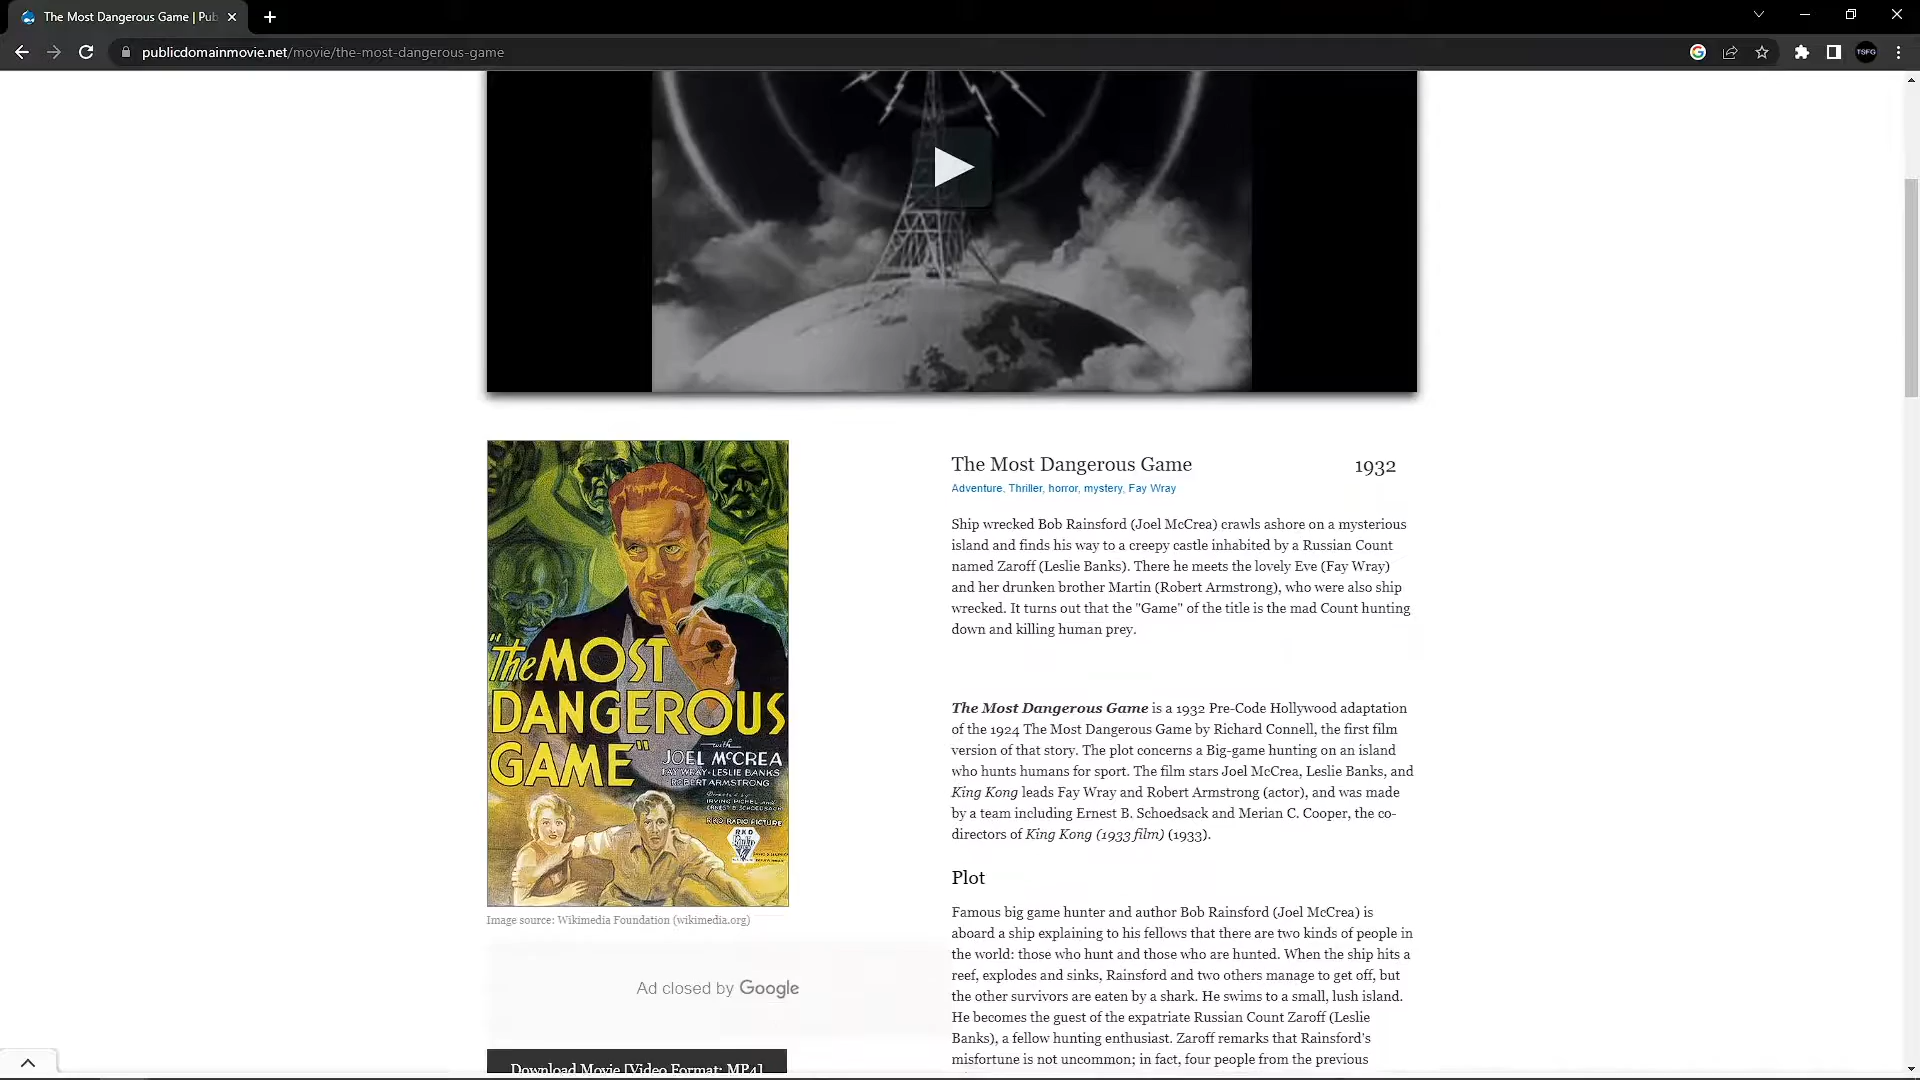 The Most Dangerous Game | Pub
publicdomainmovie.net/movie/the-most-dangerous-game
TSFG
"The MOST
DANGEROUS
GAME"
with
JOEL McCREA
FAY WRAY · LESLIE BANKS
ROBERT ARMSTRONG
Directed by
IRVING PICHEL AND
ERNEST B. SCHOEDSACK
RKO RADIO PICTURE
RKO
Image source: Wikimedia Foundation (wikimedia.org)
Ad closed by Google
Download Movie [Video Format: MP4]
The Most Dangerous Game 1932
Adventure, Thriller, horror, mystery, Fay Wray
Ship wrecked Bob Rainsford (Joel McCrea) crawls ashore on a mysterious
island and finds his way to a creepy castle inhabited by a Russian Count
named Zaroff (Leslie Banks). There he meets the lovely Eve (Fay Wray)
and her drunken brother Martin (Robert Armstrong), who were also ship
wrecked. It turns out that the "Game" of the title is the mad Count hunting
down and killing human prey.
The Most Dangerous Game is a 1932 Pre-Code Hollywood adaptation
of the 1924 The Most Dangerous Game by Richard Connell, the first film
version of that story. The plot concerns a Big-game hunting on an island
who hunts humans for sport. The film stars Joel McCrea, Leslie Banks, and
King Kong leads Fay Wray and Robert Armstrong (actor), and was made
by a team including Ernest B. Schoedsack and Merian C. Cooper, the co-
directors of King Kong (1933 film) (1933).
Plot
Famous big game hunter and author Bob Rainsford (Joel McCrea) is
aboard a ship explaining to his fellows that there are two kinds of people in
the world: those who hunt and those who are hunted. When the ship hits a
reef, explodes and sinks, Rainsford and two others manage to get off, but
the other survivors are eaten by a shark. He swims to a small, lush island.
He becomes the guest of the expatriate Russian Count Zaroff (Leslie
Banks), a fellow hunting enthusiast. Zaroff remarks that Rainsford's
misfortune is not uncommon; in fact, four people from the previous